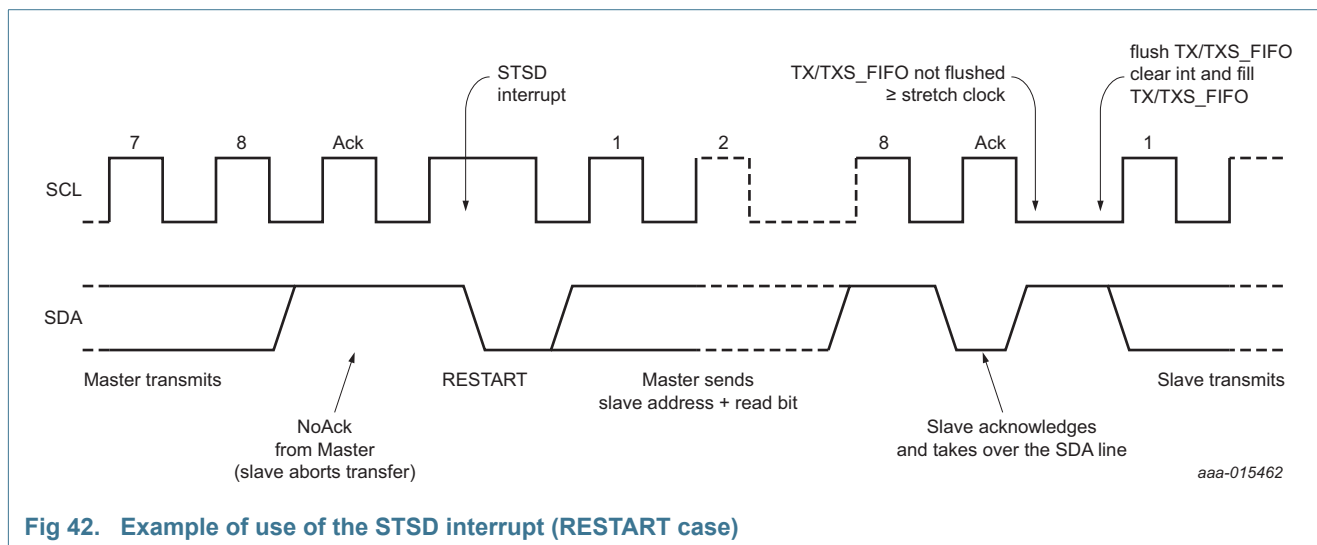 STSD
interrupt
TX/TXS_FIFO not flushed
≥ stretch clock
flush TX/TXS_FIFO
clear int and fill
TX/TXS_FIFO
7 8 Ack 1 2 8 Ack 1
SCL
SDA
Master transmits
NoAck
from Master
(slave aborts transfer)
RESTART
Master sends
slave address + read bit
Slave acknowledges
and takes over the SDA line
Slave transmits
aaa-015462
Fig 42. Example of use of the STSD interrupt (RESTART case)